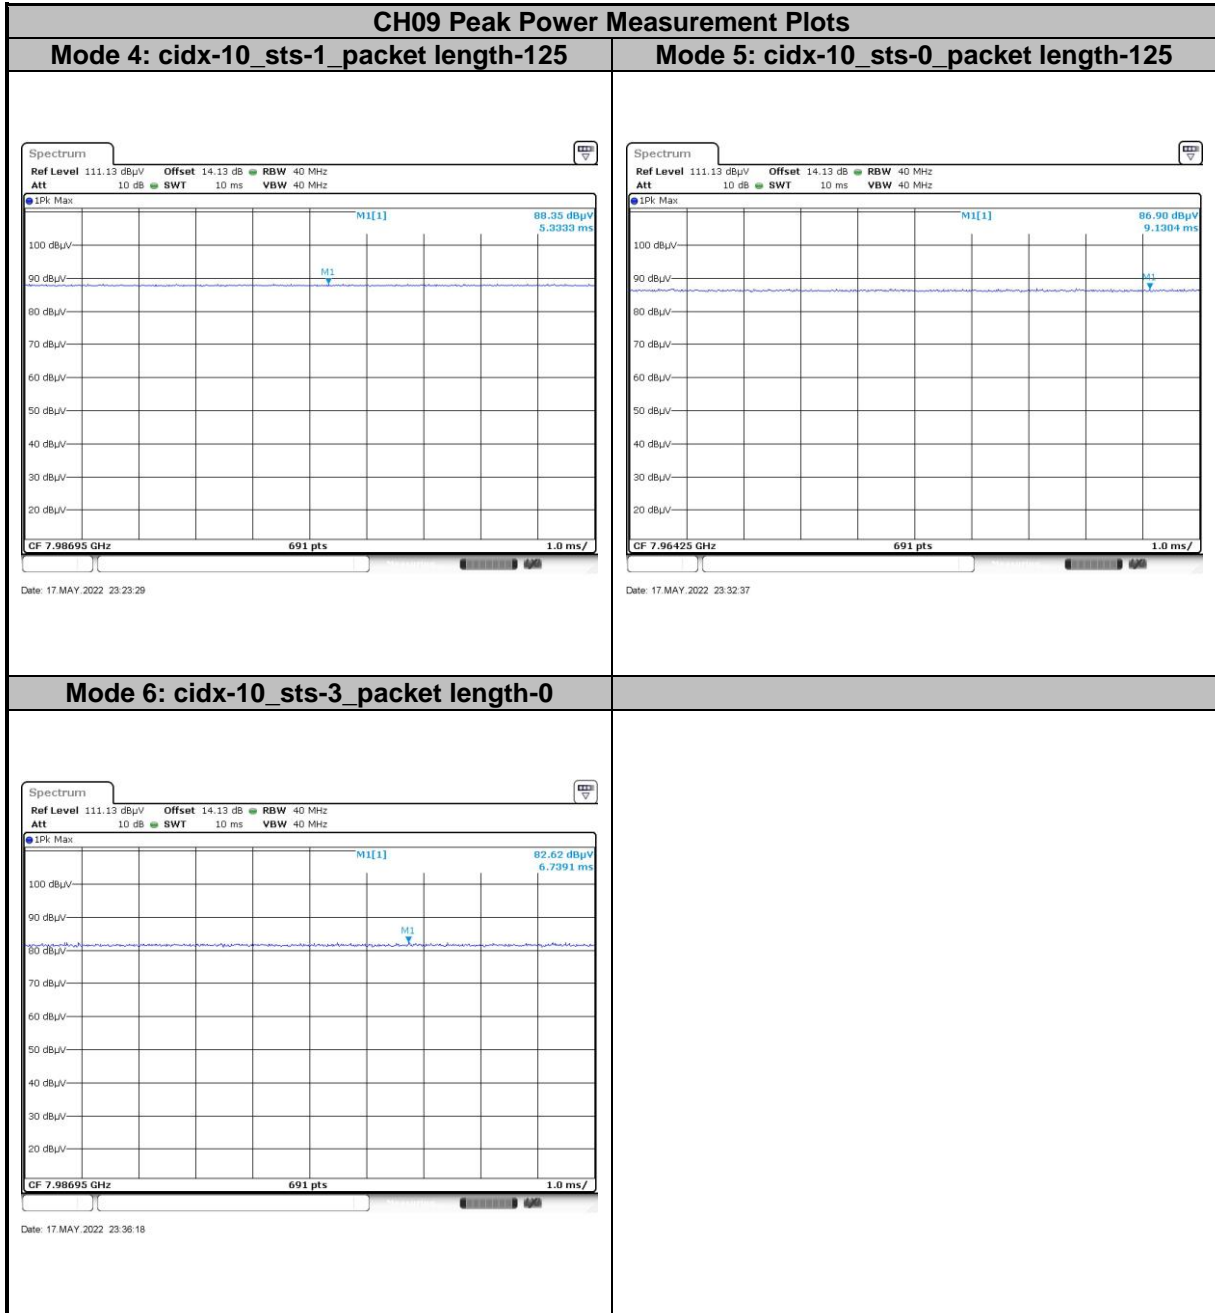 CH09 Peak Power Measurement Plots
Mode 4: cidx-10_sts-1_packet length-125
Mode 5: cidx-10_sts-0_packet length-125
Spectrum
Ref Level 111.13 dBµV Offset 14.13 dB RBW 40 MHz
Att 10 dB SWT 10 ms VBW 40 MHz
1Pk Max
M1[1] 88.35 dBµV
5.3333 ms
100 dBµV
M1
90 dBµV
80 dBµV
70 dBµV
60 dBµV
50 dBµV
40 dBµV
30 dBµV
20 dBµV
CF 7.98695 GHz 691 pts 1.0 ms/
Date: 17.MAY.2022 23:23:29
Spectrum
Ref Level 111.13 dBµV Offset 14.13 dB RBW 40 MHz
Att 10 dB SWT 10 ms VBW 40 MHz
1Pk Max
M1[1] 86.90 dBµV
9.1304 ms
100 dBµV
90 dBµV
M1
80 dBµV
70 dBµV
60 dBµV
50 dBµV
40 dBµV
30 dBµV
20 dBµV
CF 7.96425 GHz 691 pts 1.0 ms/
Date: 17.MAY.2022 23:32:37
Mode 6: cidx-10_sts-3_packet length-0
Spectrum
Ref Level 111.13 dBµV Offset 14.13 dB RBW 40 MHz
Att 10 dB SWT 10 ms VBW 40 MHz
1Pk Max
M1[1] 82.62 dBµV
6.7391 ms
100 dBµV
90 dBµV
M1
80 dBµV
70 dBµV
60 dBµV
50 dBµV
40 dBµV
30 dBµV
20 dBµV
CF 7.98695 GHz 691 pts 1.0 ms/
Date: 17.MAY.2022 23:36:18